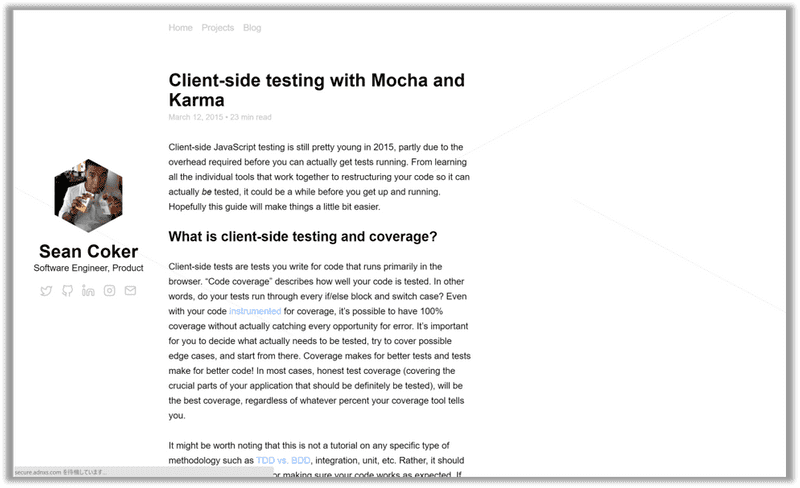 Home Projects Blog
Client-side testing with Mocha and
Karma
March 12, 2015 • 23 min read
Client-side JavaScript testing is still pretty young in 2015, partly due to the
overhead required before you can actually get tests running. From learning
all the individual tools that work together to restructuring your code so it can
actually be tested, it could be a while before you get up and running.
Hopefully this guide will make things a little bit easier.
Sean Coker
Software Engineer, Product
What is client-side testing and coverage?
Client-side tests are tests you write for code that runs primarily in the
browser. “Code coverage” describes how well your code is tested. In other
words, do your tests run through every if/else block and switch case? Even
with your code instrumented for coverage, it’s possible to have 100%
coverage without actually catching every opportunity for error. It’s important
for you to decide what actually needs to be tested, try to cover possible
edge cases, and start from there. Coverage makes for better tests and tests
make for better code! In most cases, honest test coverage (covering the
crucial parts of your application that should be definitely be tested), will be
the best coverage, regardless of whatever percent your coverage tool tells
you.
It might be worth noting that this is not a tutorial on any specific type of
methodology such as TDD vs. BDD, integration, unit, etc. Rather, it should
or making sure your code works as expected. If
secure.adnxs.com を待機しています...